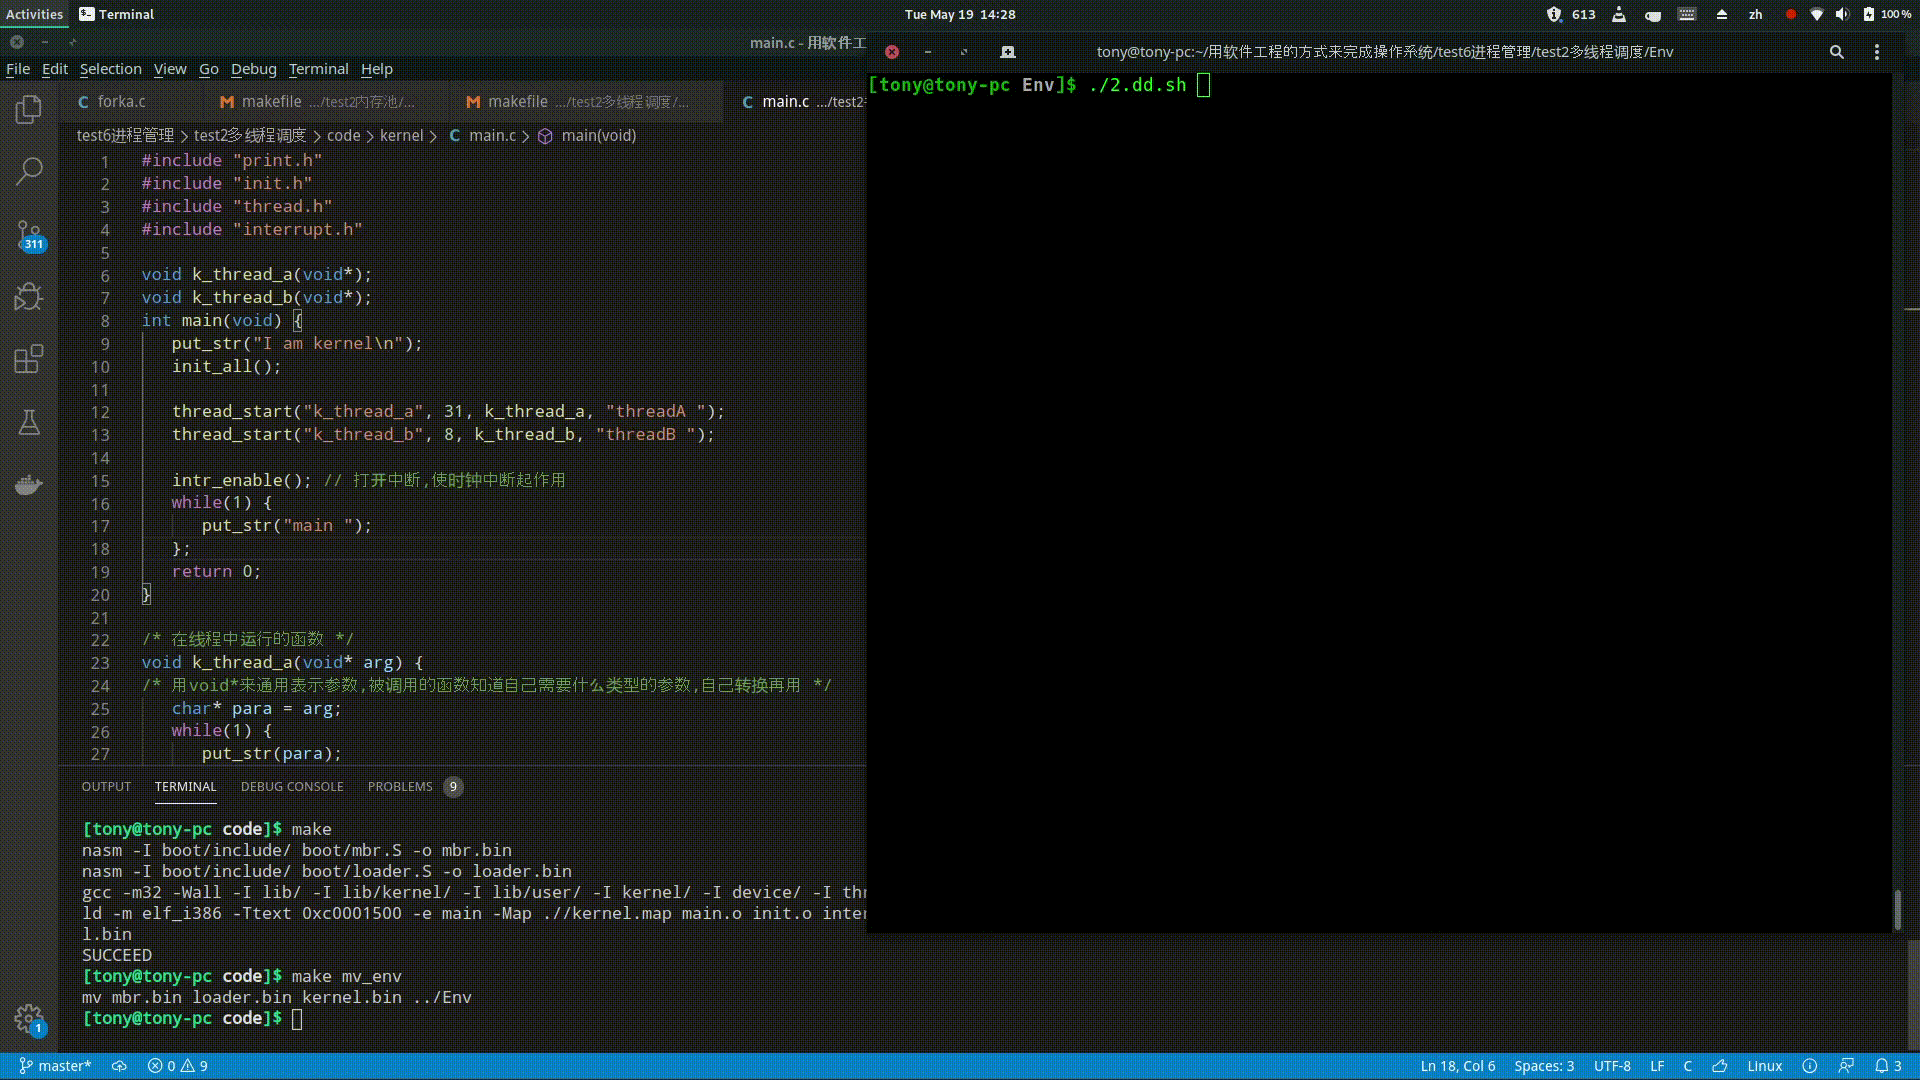 Activities Terminal Tue May 19 14:28 613 zh 100 %
main.c - 用软件工
File Edit Selection View Go Debug Terminal Help
tony@tony-pc:~/用软件工程的方式来完成操作系统/test6进程管理/test2多线程调度/Env
[tony@tony-pc Env]$ ./2.dd.sh
C forka.c M makefile .../test2内存池/... M makefile .../test2多线程调度/... C main.c .../test2
test6进程管理 > test2多线程调度 > code > kernel > C main.c > main(void)
1 #include "print.h"
2 #include "init.h"
3 #include "thread.h"
4 #include "interrupt.h"
5
6 void k_thread_a(void*);
7 void k_thread_b(void*);
8 int main(void) {
9 put_str("I am kernel\n");
10 init_all();
11
12 thread_start("k_thread_a", 31, k_thread_a, "threadA ");
13 thread_start("k_thread_b", 8, k_thread_b, "threadB ");
14
15 intr_enable(); // 打开中断,使时钟中断起作用
16 while(1) {
17 put_str("main ");
18 };
19 return 0;
20 }
21
22 /* 在线程中运行的函数 */
23 void k_thread_a(void* arg) {
24 /* 用void*来通用表示参数,被调用的函数知道自己需要什么类型的参数,自己转换再用 */
25 char* para = arg;
26 while(1) {
27 put_str(para);
311
OUTPUT TERMINAL DEBUG CONSOLE PROBLEMS 9
[tony@tony-pc code]$ make
nasm -I boot/include/ boot/mbr.S -o mbr.bin
nasm -I boot/include/ boot/loader.S -o loader.bin
gcc -m32 -Wall -I lib/ -I lib/kernel/ -I lib/user/ -I kernel/ -I device/ -I thr
ld -m elf_i386 -Ttext 0xc0001500 -e main -Map .//kernel.map main.o init.o inter
l.bin
SUCCEED
[tony@tony-pc code]$ make mv_env
mv mbr.bin loader.bin kernel.bin ../Env
[tony@tony-pc code]$
1
master* 0 9 Ln 18, Col 6 Spaces: 3 UTF-8 LF C Linux 3